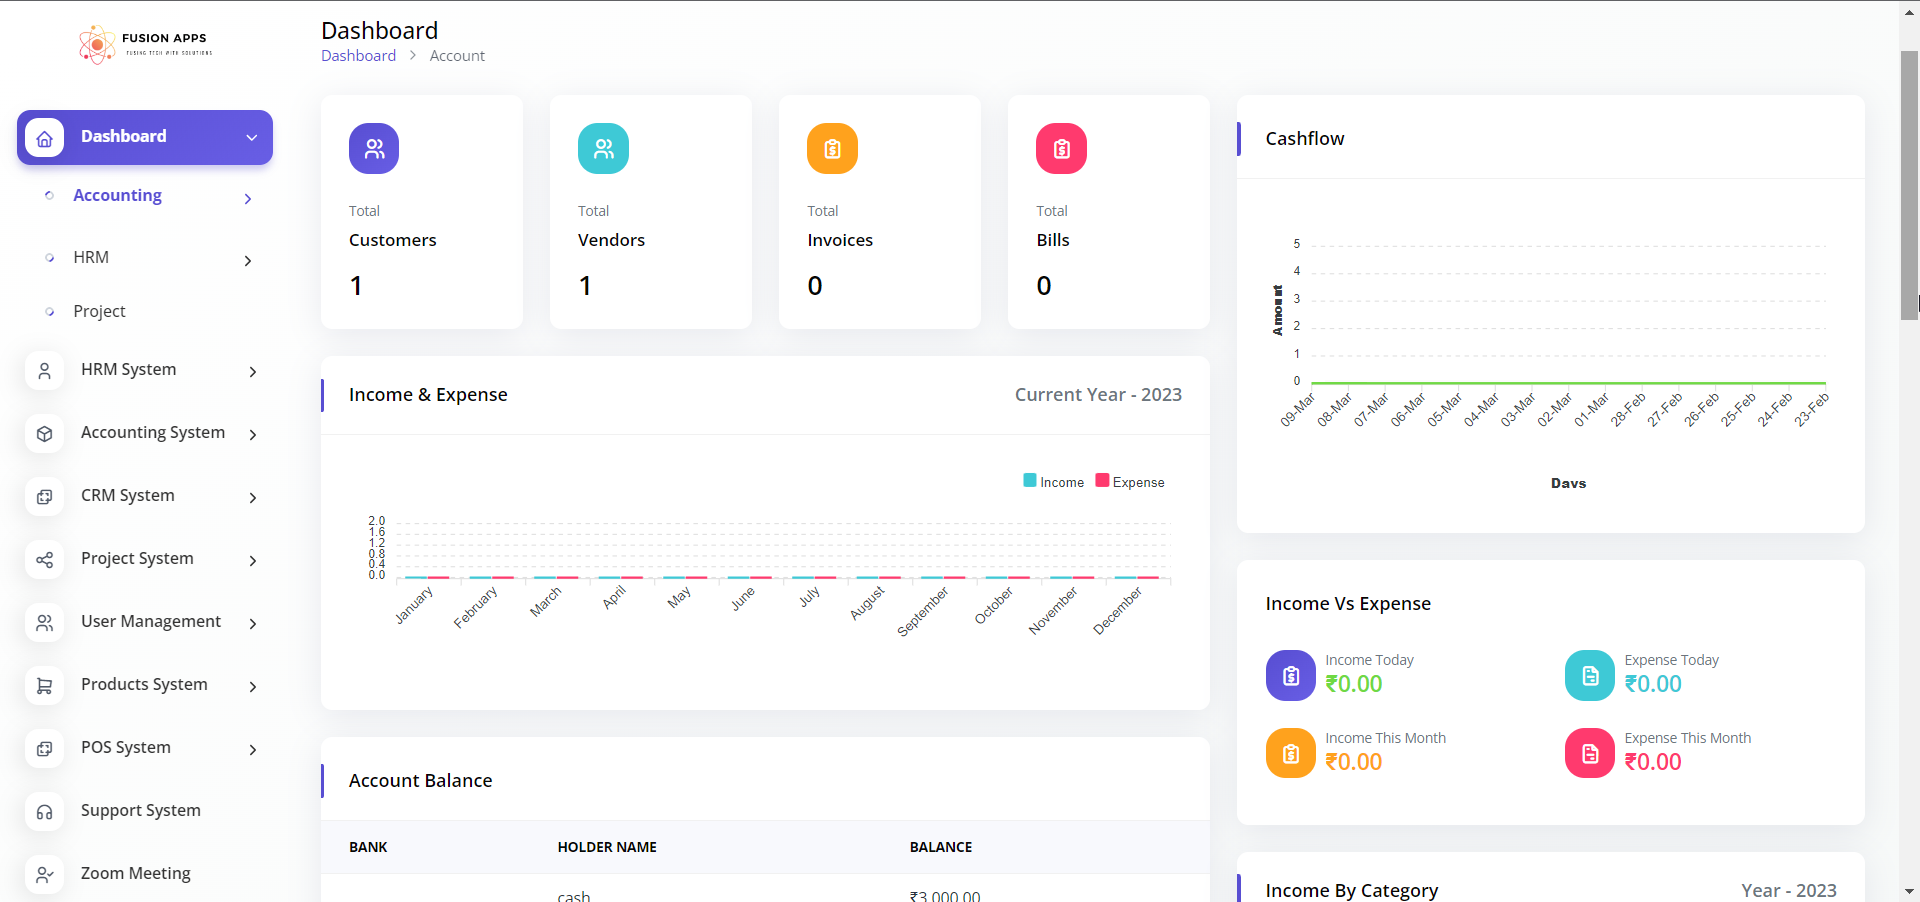 FUSION APPS
FUSING TECH WITH SOLUTIONS
Dashboard
Accounting
HRM
Project
HRM System
Accounting System
CRM System
Project System
User Management
Products System
POS System
Support System
Zoom Meeting
Dashboard
Dashboard > Account
Total
Customers
1
Total
Vendors
1
Total
Invoices
0
Total
Bills
0
Income & Expense
Current Year - 2023
Income Expense
2.0
1.6
1.2
0.8
0.4
0.0
January February March April May June July August September October November December
Account Balance
BANK HOLDER NAME BALANCE
cash ₹3,000.00
Cashflow
Amount
5
4
3
2
1
0
09-Mar 08-Mar 07-Mar 06-Mar 05-Mar 04-Mar 03-Mar 02-Mar 01-Mar 28-Feb 27-Feb 26-Feb 25-Feb 24-Feb 23-Feb
Days
Income Vs Expense
Income Today
₹0.00
Expense Today
₹0.00
Income This Month
₹0.00
Expense This Month
₹0.00
Income By Category
Year - 2023